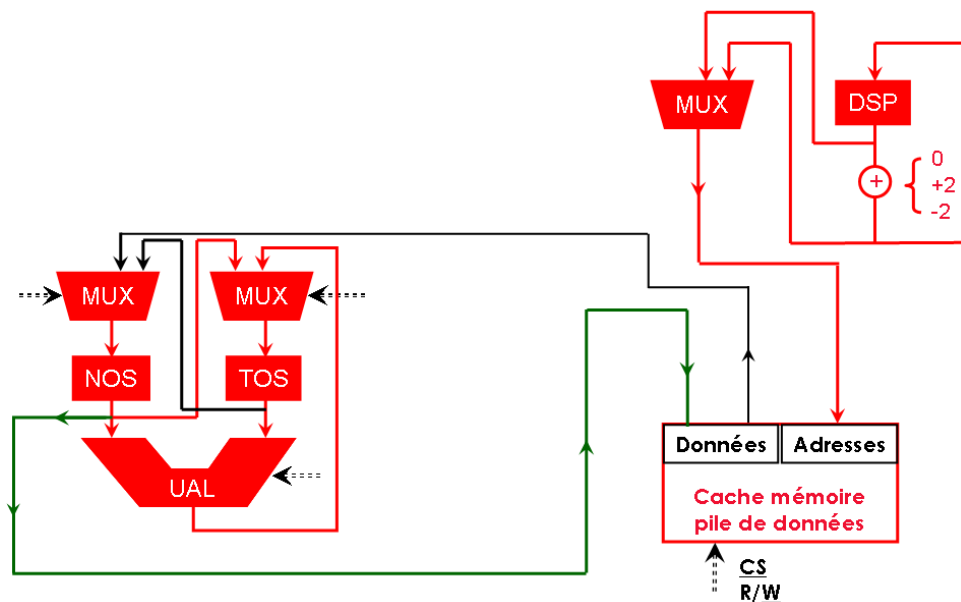 MUX
DSP
0
+
+2
-2
MUX
MUX
NOS
TOS
UAL
Données
Adresses
Cache mémoire
pile de données
CS
R/W